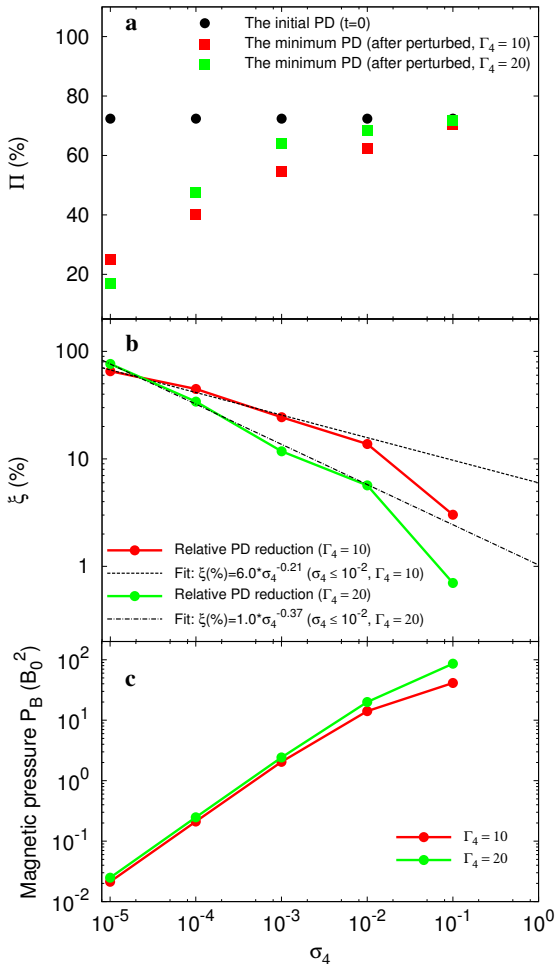 a
The initial PD (t=0)
The minimum PD (after perturbed, Γ₄ = 10)
The minimum PD (after perturbed, Γ₄ = 20)
100
80
60
40
20
Π (%)
b
100
10
1
ξ (%)
Relative PD reduction (Γ₄ = 10)
Fit: ξ(%)=6.0*σ₄^-0.21 (σ₄ ≤ 10^-2, Γ₄ = 10)
Relative PD reduction (Γ₄ = 20)
Fit: ξ(%)=1.0*σ₄^-0.37 (σ₄ ≤ 10^-2, Γ₄ = 20)
c
10^2
10^1
10^0
10^-1
10^-2
Magnetic pressure P_B (B₀²)
Γ₄ = 10
Γ₄ = 20
10^-5 10^-4 10^-3 10^-2 10^-1 10^0
σ₄